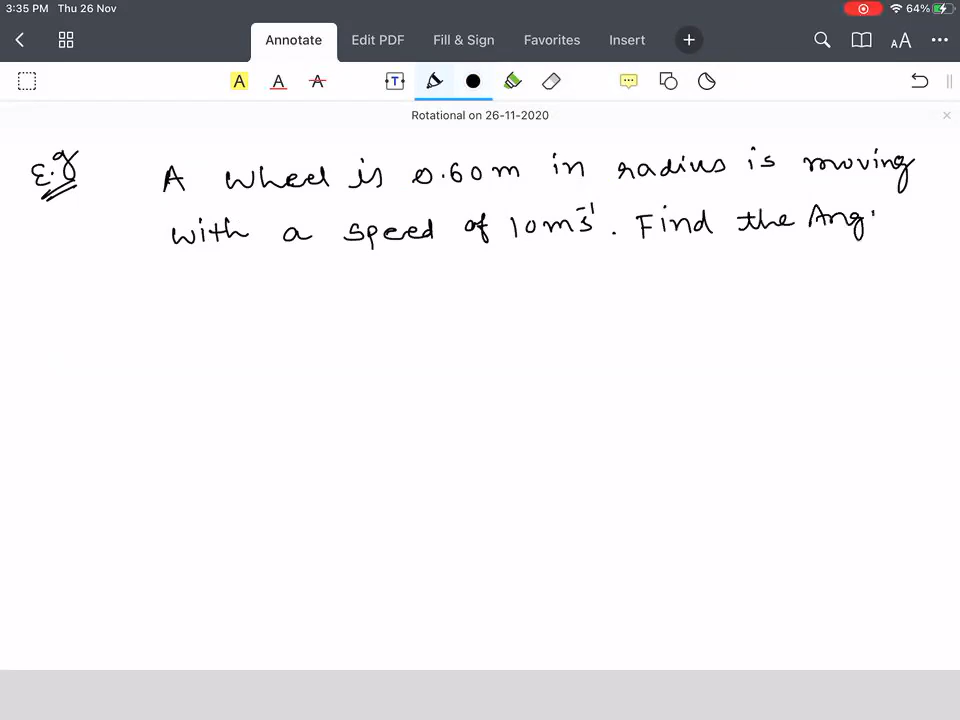 3:35 PM Thu 26 Nov 64%
Annotate Edit PDF Fill & Sign Favorites Insert
Rotational on 26-11-2020
E.g A wheel is 0.60m in radius is moving
with a speed of 10ms⁻¹. Find the Ang.